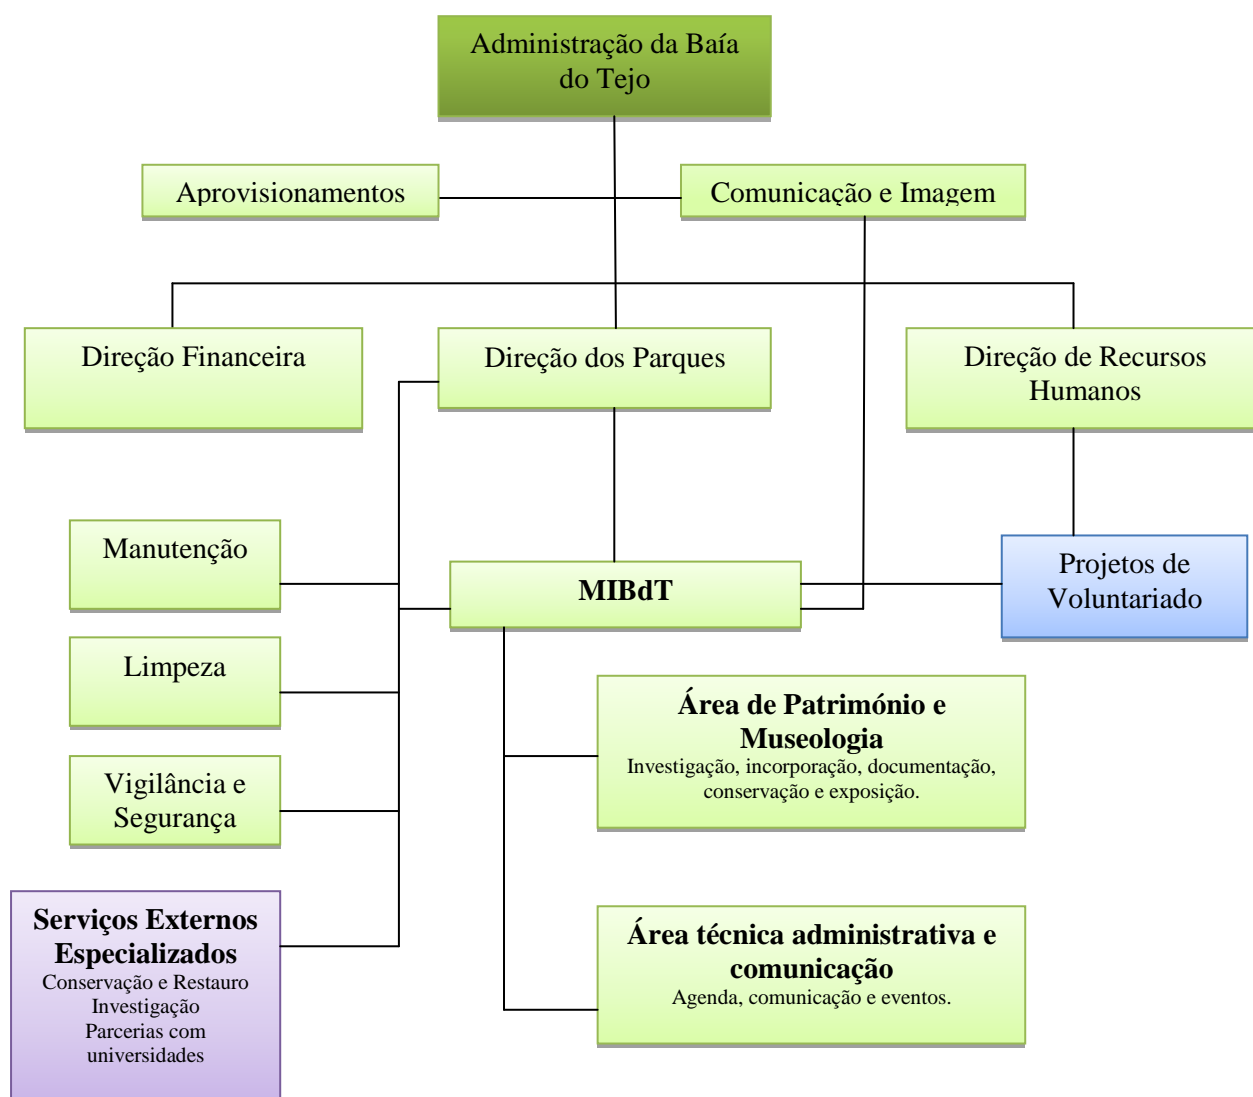 Administração da Baía
do Tejo
Aprovisionamentos
Comunicação e Imagem
Direção Financeira
Direção dos Parques
Direção de Recursos
Humanos
Manutenção
MIBdT
Projetos de
Voluntariado
Limpeza
Área de Património e
Museologia
Investigação, incorporação, documentação,
conservação e exposição.
Vigilância e
Segurança
Serviços Externos
Especializados
Conservação e Restauro
Investigação
Parcerias com
universidades
Área técnica administrativa e
comunicação
Agenda, comunicação e eventos.